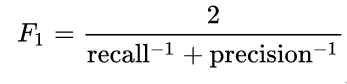 F₁ = 2 / (recall⁻¹ + precision⁻¹)